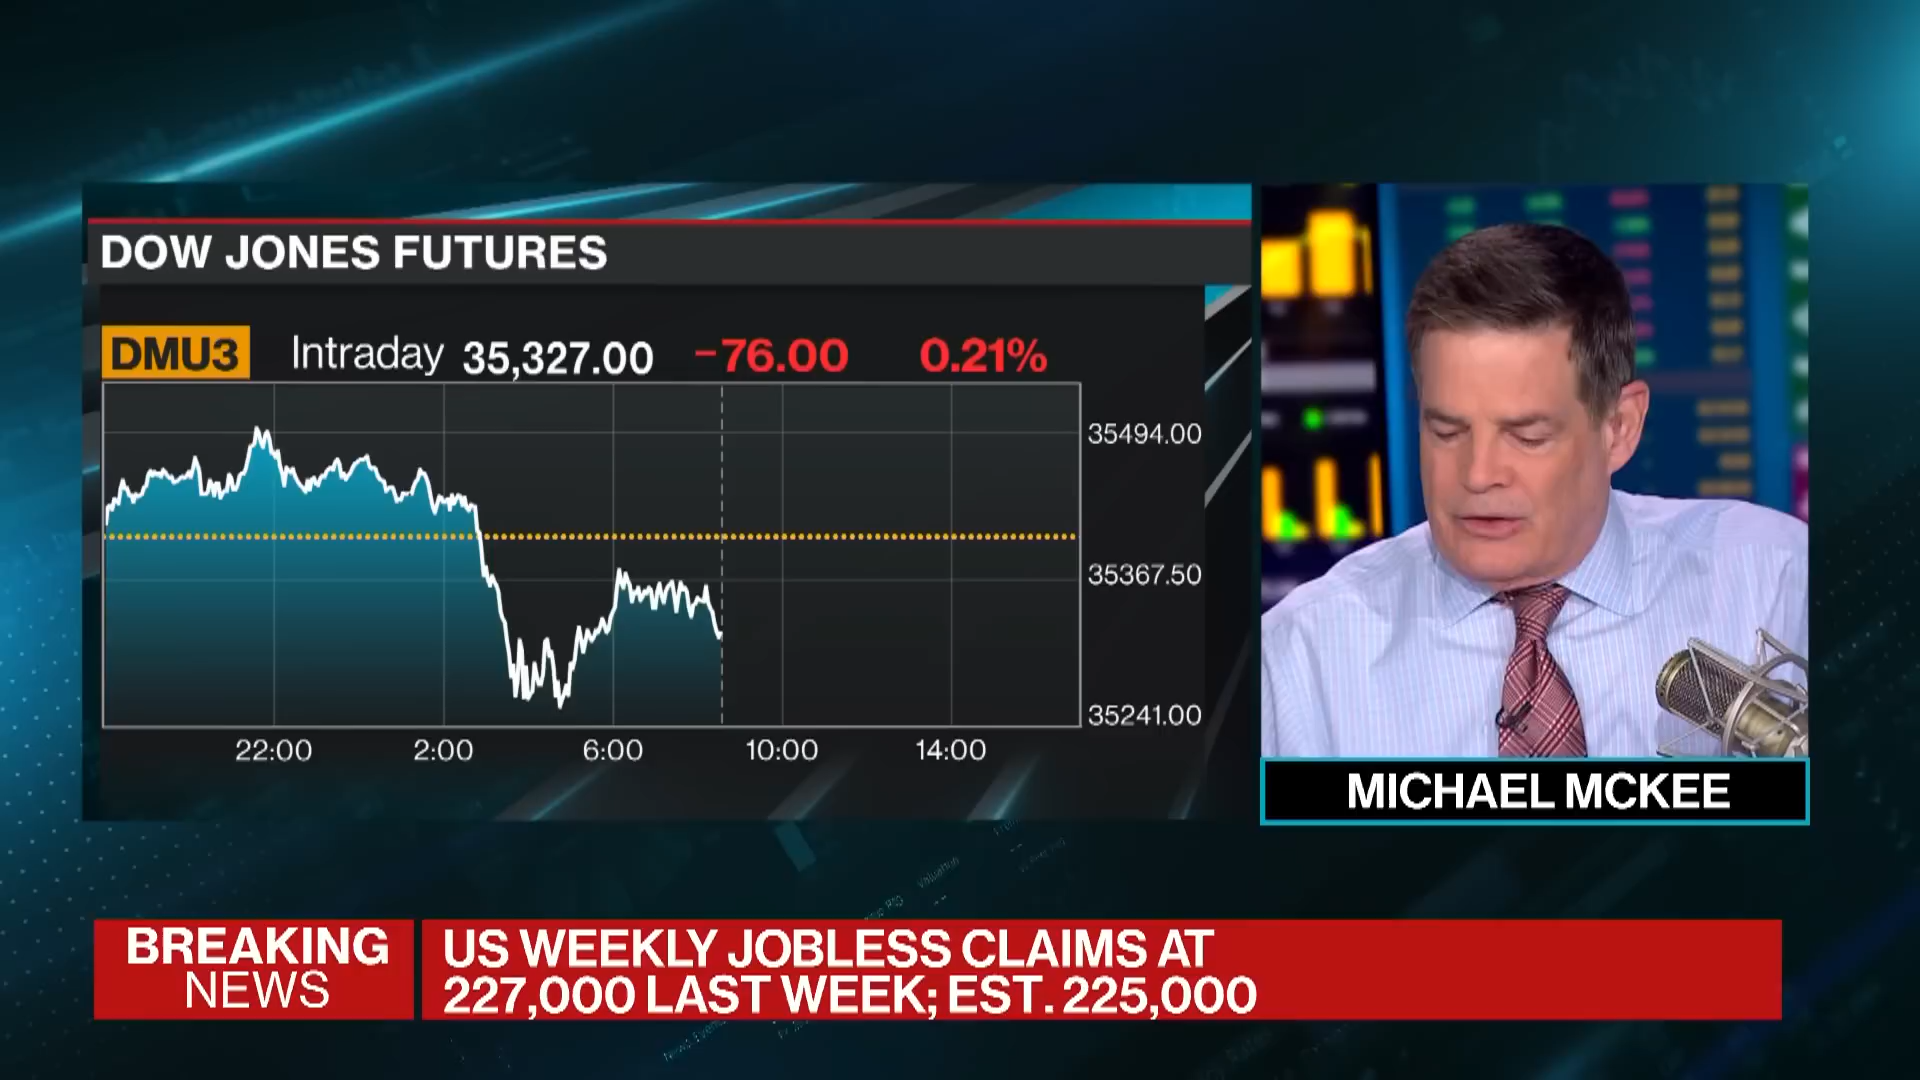 DOW JONES FUTURES
DMU3 Intraday 35,327.00 -76.00 0.21%
35494.00
35367.50
35241.00
22:00 2:00 6:00 10:00 14:00
MICHAEL MCKEE
valuation
BREAKING
NEWS
US WEEKLY JOBLESS CLAIMS AT
227,000 LAST WEEK; EST. 225,000